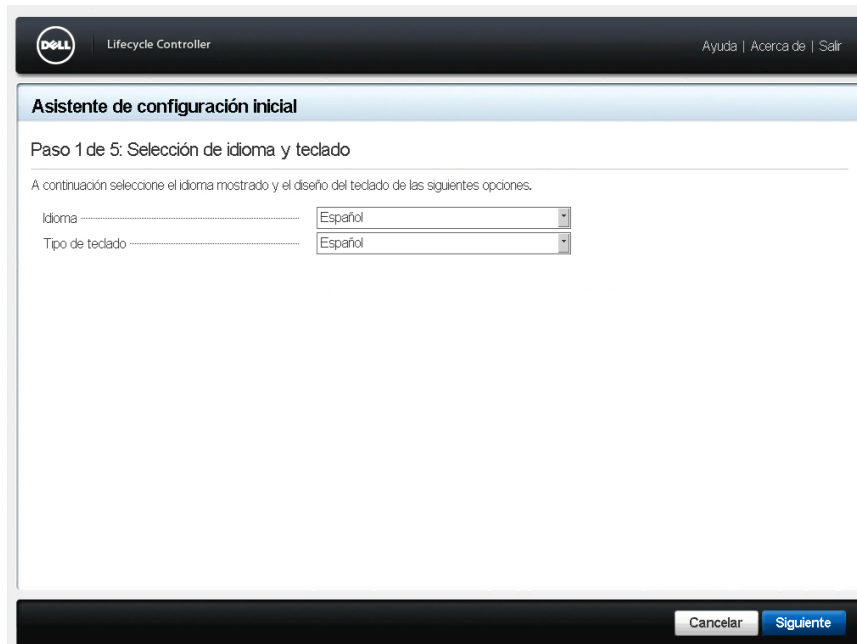 DELL
Lifecycle Controller
Ayuda | Acerca de | Salir
Asistente de configuración inicial
Paso 1 de 5: Selección de idioma y teclado
A continuación seleccione el idioma mostrado y el diseño del teclado de las siguientes opciones.
Idioma Español
Tipo de teclado Español
Cancelar Siguiente